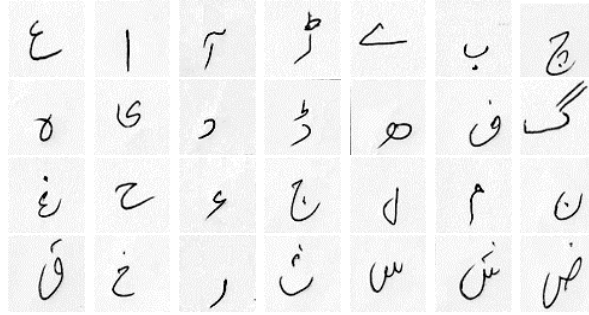 چ ب ے ڑ آ ا ع
گ ف ھ ڈ د ی ہ
ن م ل ج ء ح غ
ض ش س ث ر خ ق